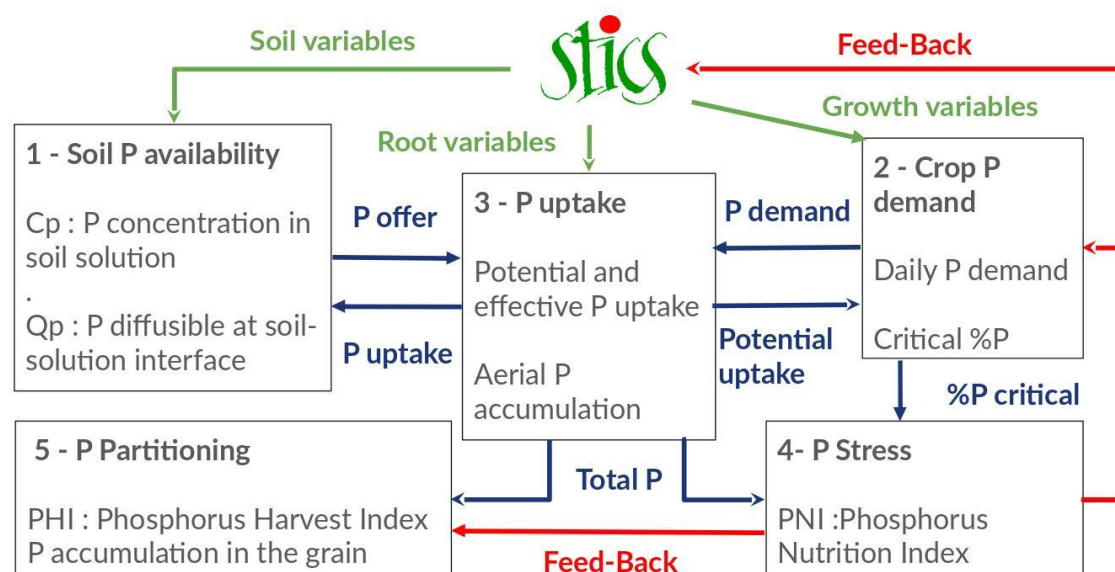 Soil variables
stics
Feed-Back
Growth variables
Root variables
1 - Soil P availability
Cp : P concentration in
soil solution
.
Qp : P diffusible at soil-
solution interface
P offer
P uptake
3 - P uptake
Potential and
effective P uptake
Aerial P
accumulation
P demand
Potential
uptake
2 - Crop P
demand
Daily P demand
Critical %P
%P critical
5 - P Partitioning
PHI : Phosphorus Harvest Index
P accumulation in the grain
Total P
Feed-Back
4- P Stress
PNI :Phosphorus
Nutrition Index